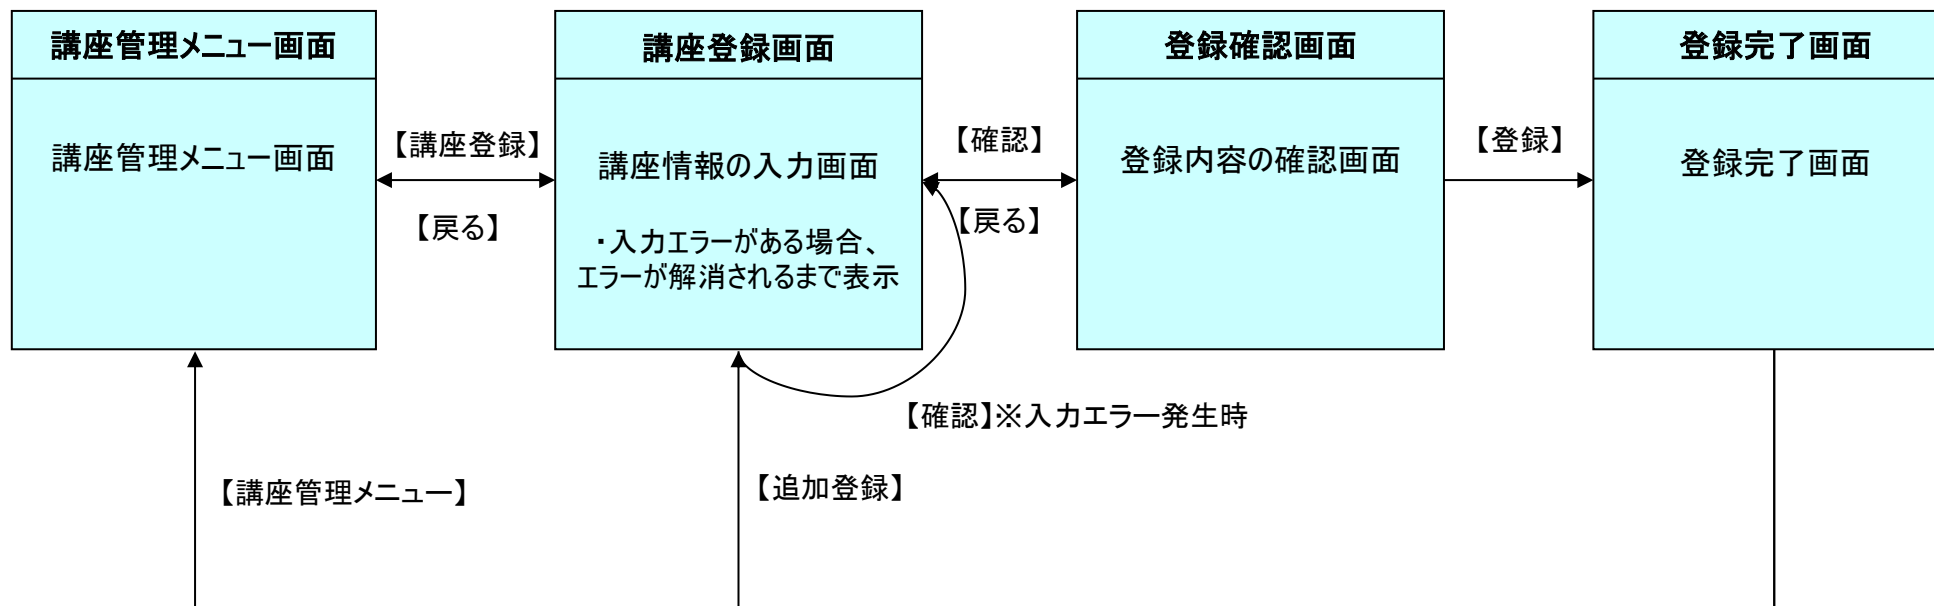 講座管理メニュー画面
講座管理メニュー画面
【講座登録】
【戻る】
講座登録画面
講座情報の入力画面
・入力エラーがある場合、
エラーが解消されるまで表示
【確認】
【戻る】
登録確認画面
登録内容の確認画面
【登録】
登録完了画面
登録完了画面
【確認】※入力エラー発生時
【講座管理メニュー】
【追加登録】